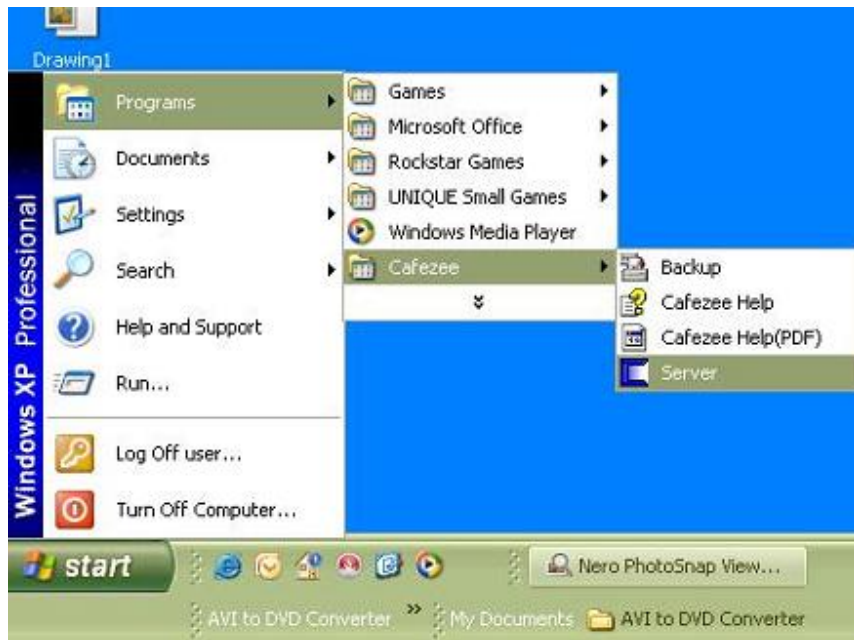 Drawing1
Windows XP Professional
Programs
Documents
Settings
Search
Help and Support
Run...
Log Off user...
Turn Off Computer...
Games
Microsoft Office
Rockstar Games
UNIQUE Small Games
Windows Media Player
Cafezee
Backup
Cafezee Help
Cafezee Help(PDF)
Server
start
Nero PhotoSnap View...
AVI to DVD Converter
My Documents
AVI to DVD Converter